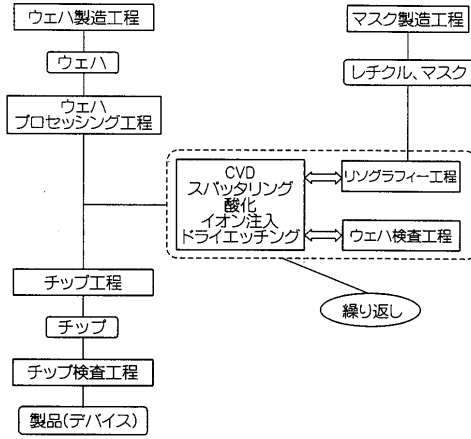 ウェハ製造工程
ウェハ
ウェハ
プロセッシング工程
マスク製造工程
レチクル、マスク
CVD
スパッタリング
酸化
イオン注入
ドライエッチング
リソグラフィー工程
ウェハ検査工程
繰り返し
チップ工程
チップ
チップ検査工程
製品(デバイス)